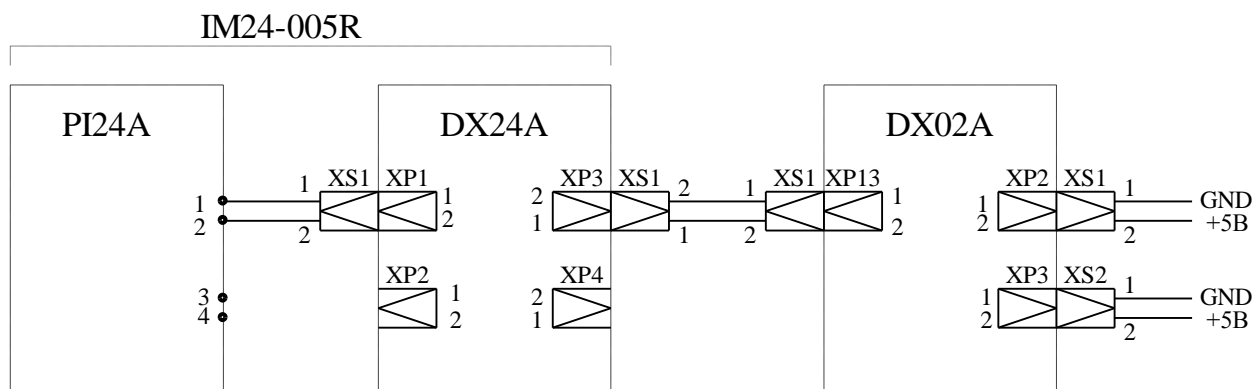 IM24-005R
PI24A DX24A DX02A
XS1 XP1 XP3 XS1 XS1 XP13 XP2 XS1
1 1 1 2 2 1 1 1 1 GND
2 2 2 1 1 2 2 2 2 +5B
XP2 XP4 XP3 XS2
3 1 2 1 1 GND
4 2 1 2 2 +5B